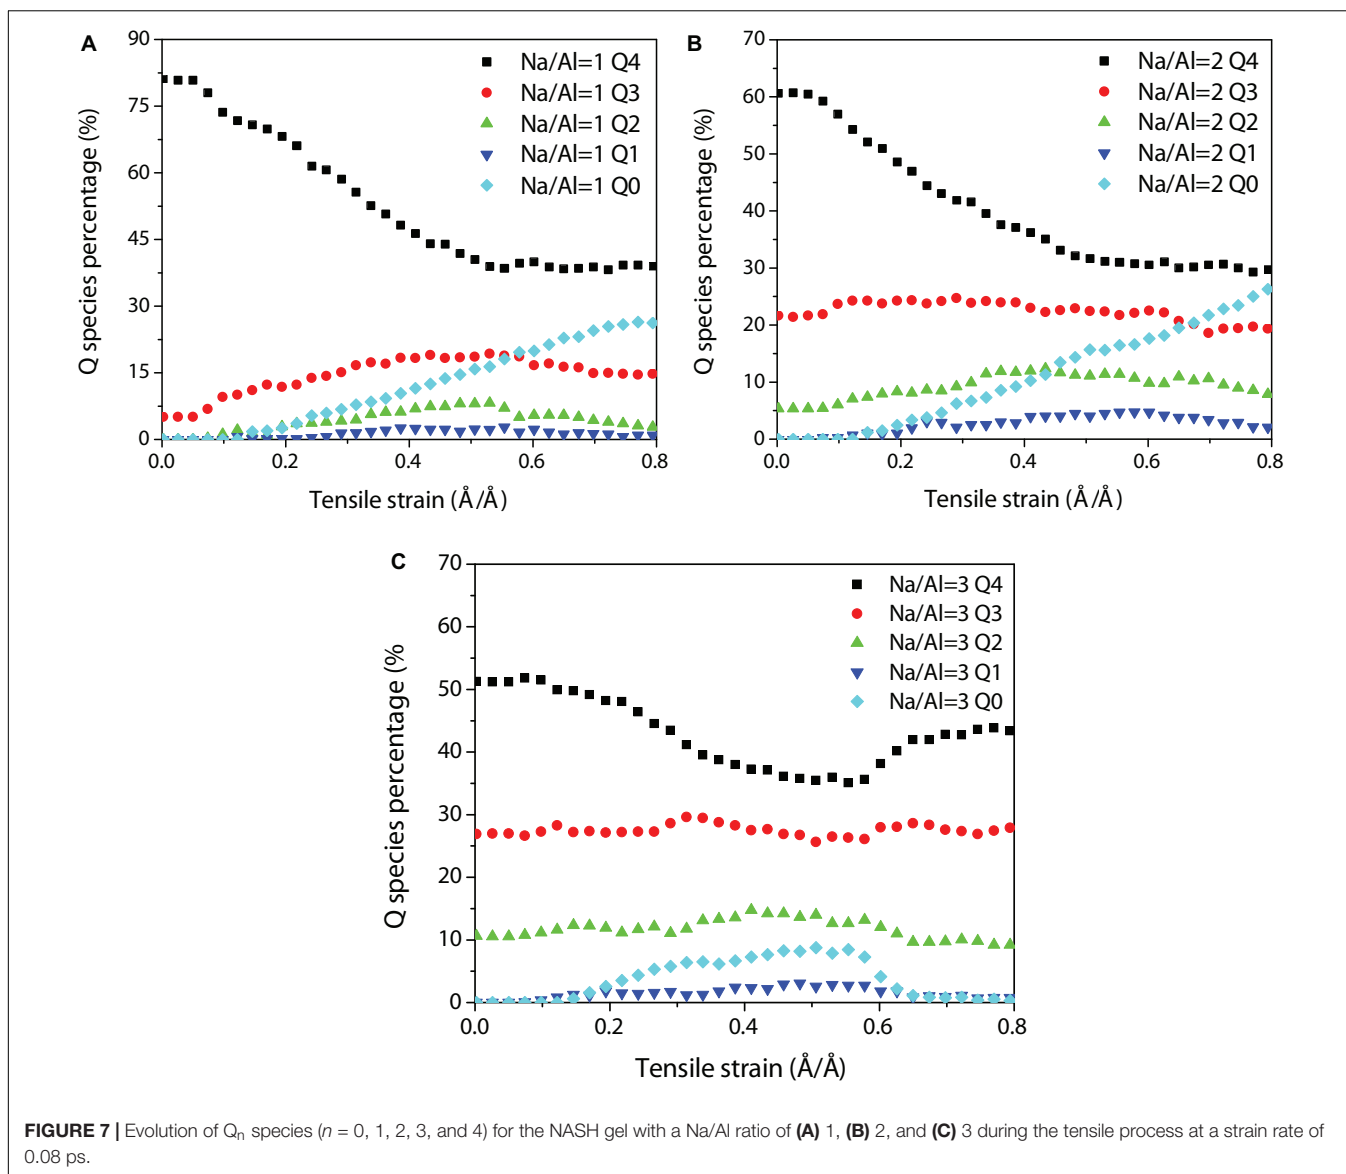 A
90
75
60
45
30
15
0
Q species percentage (%)
Na/Al=1 Q4
Na/Al=1 Q3
Na/Al=1 Q2
Na/Al=1 Q1
Na/Al=1 Q0
0.0 0.2 0.4 0.6 0.8
Tensile strain (Å/Å)
B
70
60
50
40
30
20
10
0
Q species percentage (%)
Na/Al=2 Q4
Na/Al=2 Q3
Na/Al=2 Q2
Na/Al=2 Q1
Na/Al=2 Q0
0.0 0.2 0.4 0.6 0.8
Tensile strain (Å/Å)
C
70
60
50
40
30
20
10
0
Q species percentage (%
Na/Al=3 Q4
Na/Al=3 Q3
Na/Al=3 Q2
Na/Al=3 Q1
Na/Al=3 Q0
0.0 0.2 0.4 0.6 0.8
Tensile strain (Å/Å)
FIGURE 7 | Evolution of Qn species (n = 0, 1, 2, 3, and 4) for the NASH gel with a Na/Al ratio of (A) 1, (B) 2, and (C) 3 during the tensile process at a strain rate of
0.08 ps.